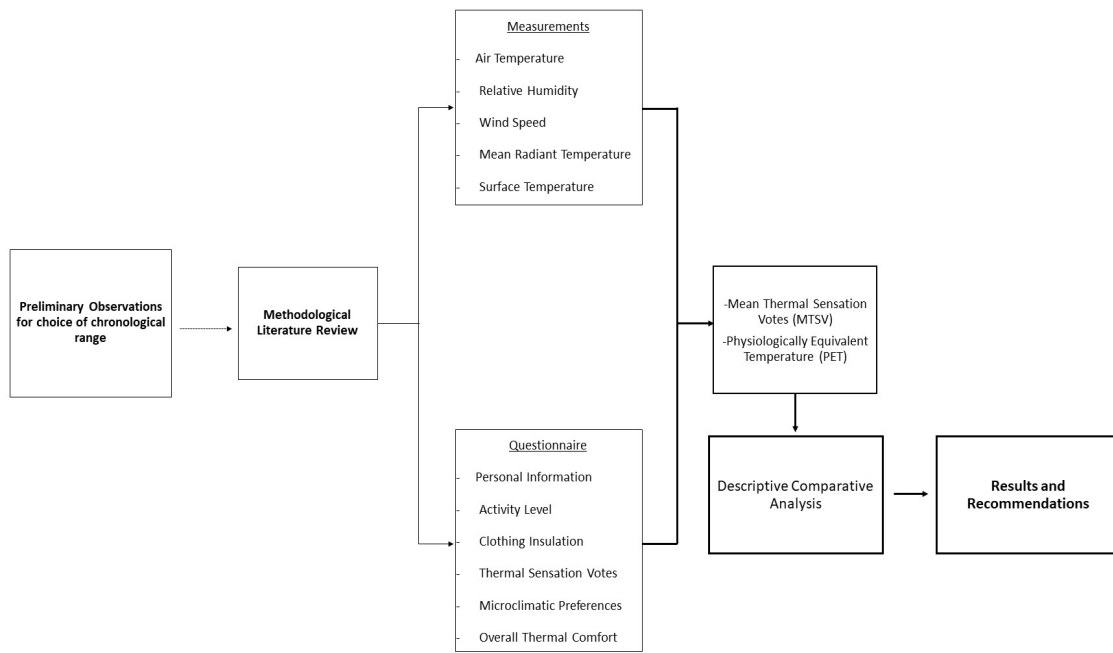 Preliminary Observations
for choice of chronological
range
Methodological
Literature Review
Measurements
- Air Temperature
- Relative Humidity
- Wind Speed
- Mean Radiant Temperature
- Surface Temperature
Questionnaire
- Personal Information
- Activity Level
- Clothing Insulation
- Thermal Sensation Votes
- Microclimatic Preferences
- Overall Thermal Comfort
-Mean Thermal Sensation
Votes (MTSV)
-Physiologically Equivalent
Temperature (PET)
Descriptive Comparative
Analysis
Results and
Recommendations